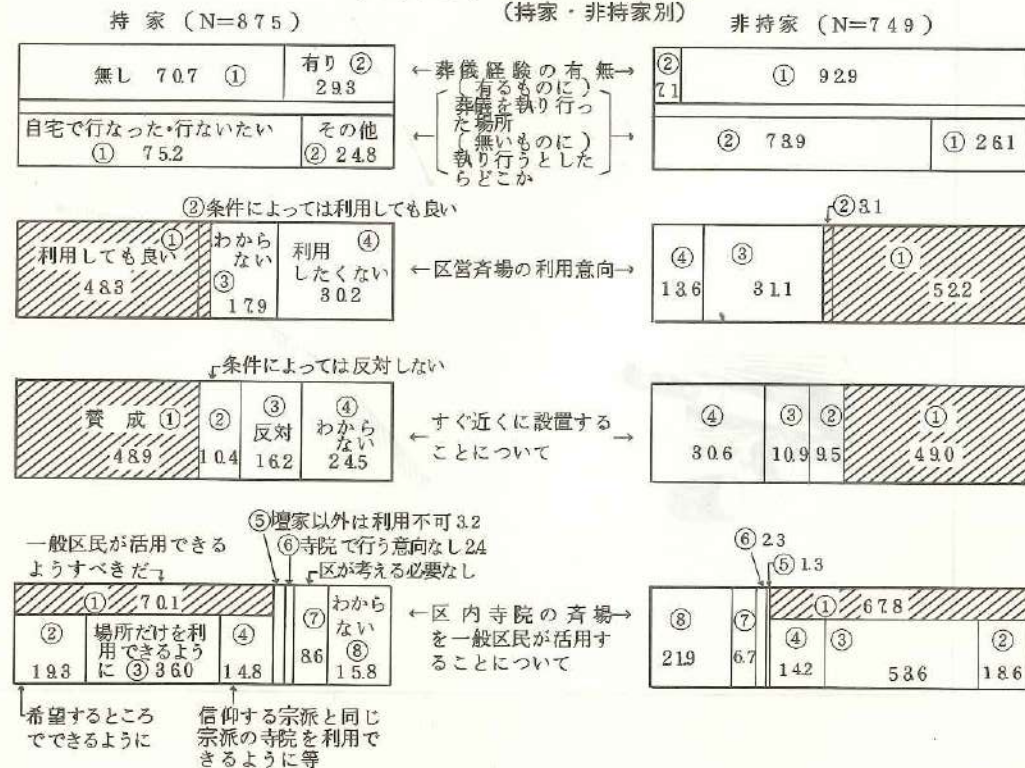 (持家・非持家別)
持家 (N=875)
非持家 (N=749)
無し 70.7 ①
有り ②
29.3
←葬儀経験の有無→
②
7.1
① 92.9
自宅で行なった・行ないたい
① 75.2
その他
② 24.8
(有るものに)
葬儀を執り行っ
た場所
(無いものに)
執り行うとした
らどこか
② 73.9
① 26.1
②条件によっては利用しても良い
利用しても良い ①
48.3
わから
ない
③
17.9
利用 ④
したくない
30.2
←区営斉場の利用意向→
②3.1
④
13.6
③
31.1
①
52.2
条件によっては反対しない
賛成 ①
48.9
②
10.4
③
反対
16.2
④
わから
ない
24.5
←すぐ近くに設置する→
ことについて
④
30.6
③
10.9
②
9.5
①
49.0
⑤壇家以外は利用不可3.2
一般区民が活用できる
ようすべきだ
⑥寺院で行う意向なし2.4
区が考える必要なし
① 70.1
②
19.3
場所だけを利
用できるよう
に ③ 36.0
④
14.8
⑦
8.6
わから
ない
⑧
15.8
←区内寺院の斉場→
を一般区民が活用す
ることについて
⑥ 2.3
⑤ 1.3
⑧
21.9
⑦
6.7
① 67.8
④
14.2
③
53.6
②
18.6
希望するところ
でできるように
信仰する宗派と同じ
宗派の寺院を利用で
きるように等